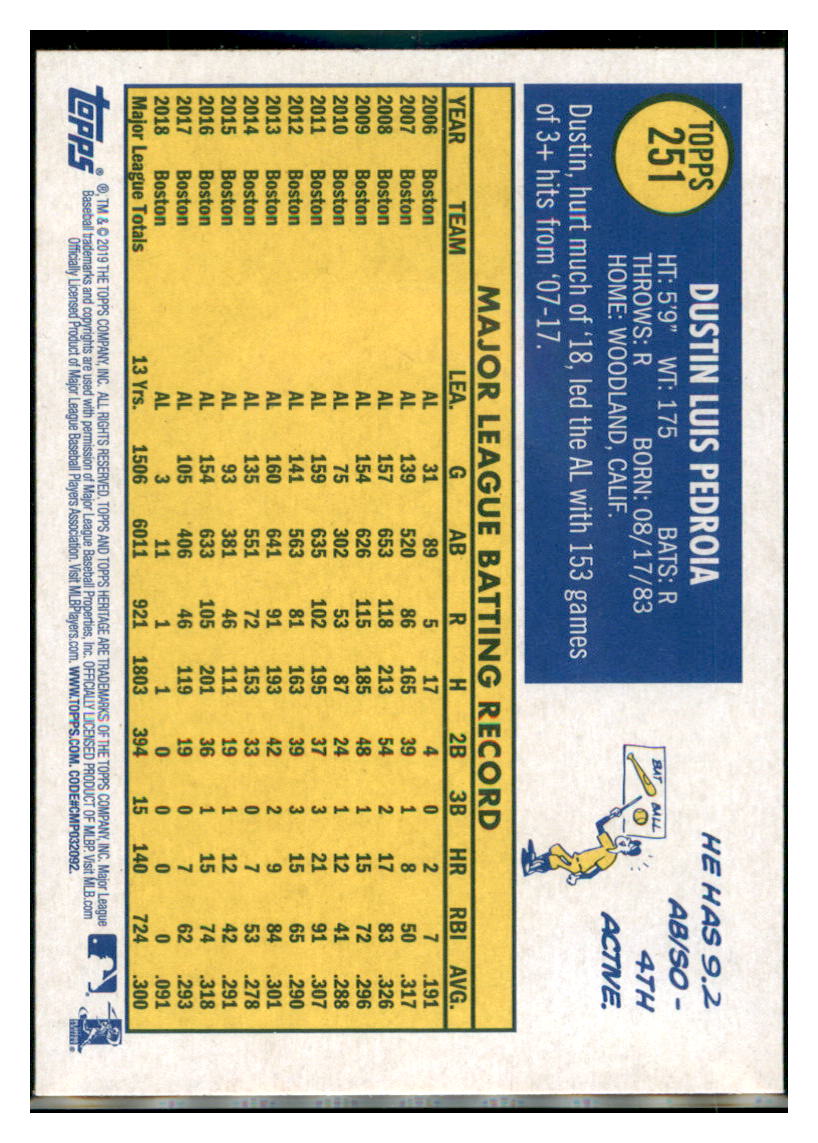 TOPPS
251
DUSTIN LUIS PEDROIA
HT: 5'9" WT: 175 BATS: R
THROWS: R BORN: 08/17/83
HOME: WOODLAND, CALIF.
Dustin, hurt much of '18, led the AL with 153 games
of 3+ hits from '07-17.
HE HAS 9.2
AB/SO -
4TH
ACTIVE.
BAT
BALL
MAJOR LEAGUE BATTING RECORD
YEAR TEAM LEA. G AB R H 2B 3B HR RBI AVG.
2006 Boston AL 31 89 5 17 4 0 2 7 .191
2007 Boston AL 139 520 86 165 39 1 8 50 .317
2008 Boston AL 157 653 118 213 54 2 17 83 .326
2009 Boston AL 154 626 115 185 48 1 15 72 .296
2010 Boston AL 75 302 53 87 24 1 12 41 .288
2011 Boston AL 159 635 102 195 37 3 21 91 .307
2012 Boston AL 141 563 81 163 39 3 15 65 .290
2013 Boston AL 160 641 91 193 42 2 9 84 .301
2014 Boston AL 135 551 72 153 33 0 7 53 .278
2015 Boston AL 93 381 46 111 19 1 12 42 .291
2016 Boston AL 154 633 105 201 36 1 15 74 .318
2017 Boston AL 105 406 46 119 19 0 7 62 .293
2018 Boston AL 3 11 1 1 0 0 0 0 .091
Major League Totals 13 Yrs. 1506 6011 921 1803 394 15 140 724 .300
topps®
®, TM & © 2019 THE TOPPS COMPANY, INC. ALL RIGHTS RESERVED. TOPPS AND TOPPS HERITAGE ARE TRADEMARKS OF THE TOPPS COMPANY, INC. Major League
Baseball trademarks and copyrights are used with permission of Major League Baseball Properties, Inc. OFFICIALLY LICENSED PRODUCT OF MLBP. Visit MLB.com
Officially Licensed Product of Major League Baseball Players Association. Visit MLBPlayers.com. WWW.TOPPS.COM. CODE#CMP032092.